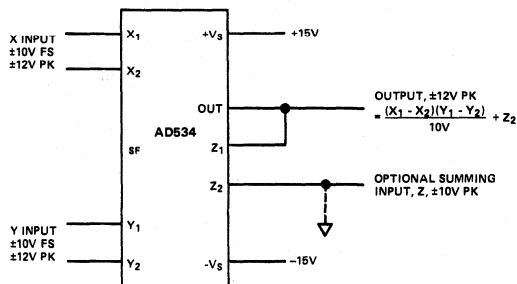 X INPUT
±10V FS
±12V PK
X1
X2
+VS
+15V
OUT
OUTPUT, ±12V PK
= (X1 - X2)(Y1 - Y2)
10V
+ Z2
AD534
SF
Z1
Z2
OPTIONAL SUMMING
INPUT, Z, ±10V PK
Y INPUT
±10V FS
±12V PK
Y1
Y2
-VS
-15V